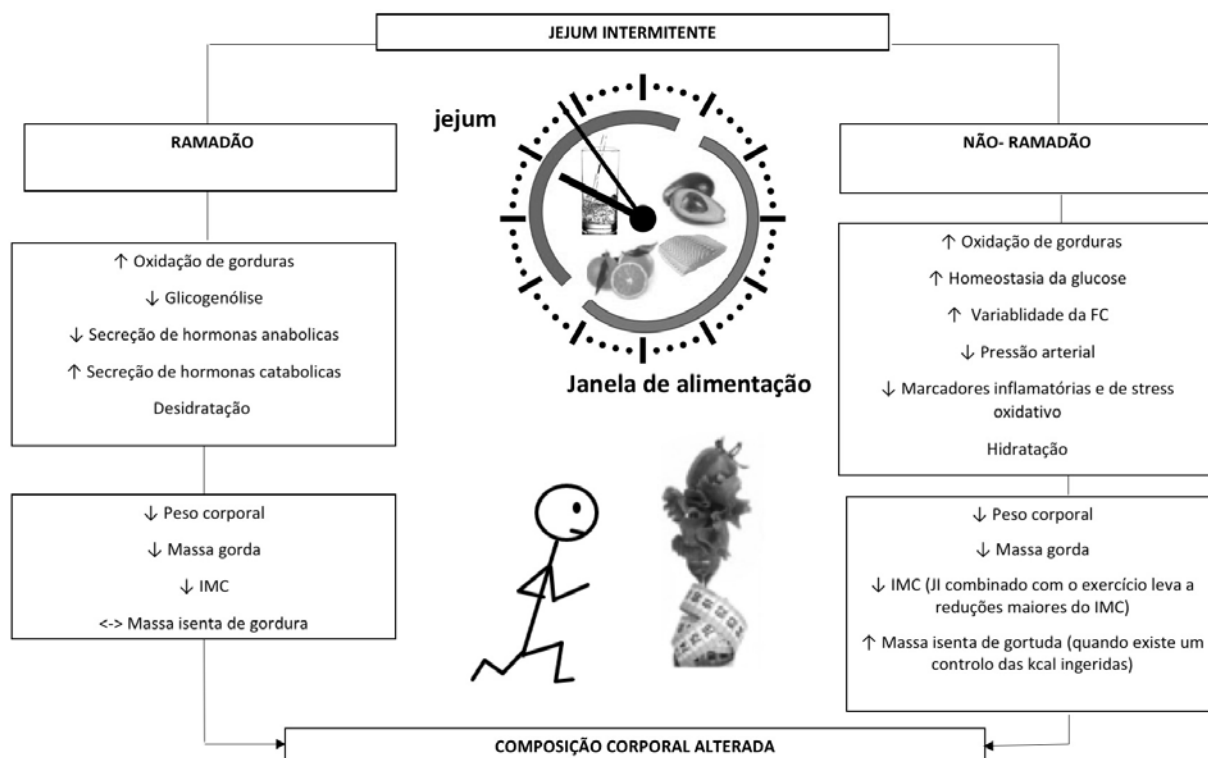 JEJUM INTERMITENTE
jejum
RAMADÃO
NÃO- RAMADÃO
↑ Oxidação de gorduras
↓ Glicogenólise
↓ Secreção de hormonas anabolicas
↑ Secreção de hormonas catabolicas
Desidratação
↑ Oxidação de gorduras
↑ Homeostasia da glucose
↑ Variablidade da FC
↓ Pressão arterial
↓ Marcadores inflamatórias e de stress
oxidativo
Hidratação
Janela de alimentação
↓ Peso corporal
↓ Massa gorda
↓ IMC
<-> Massa isenta de gordura
↓ Peso corporal
↓ Massa gorda
↓ IMC (JI combinado com o exercício leva a
reduções maiores do IMC)
↑ Massa isenta de gortuda (quando existe um
controlo das kcal ingeridas)
COMPOSIÇÃO CORPORAL ALTERADA